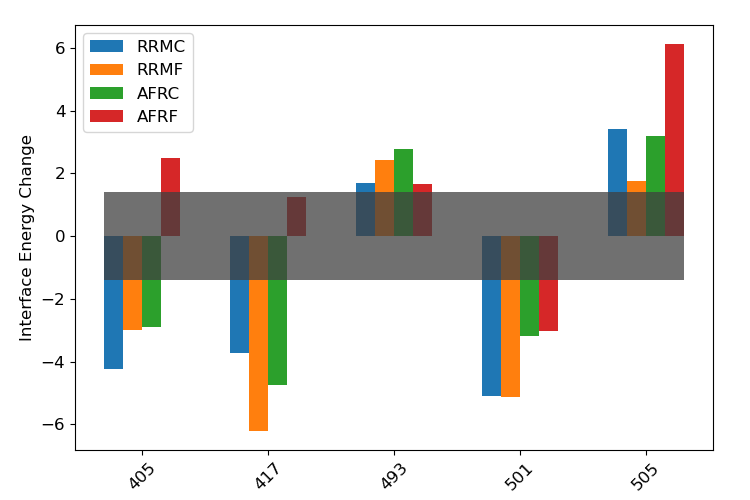 RRMC
RRMF
AFRC
AFRF
Interface Energy Change
6
4
2
0
−2
−4
−6
405
417
493
501
505